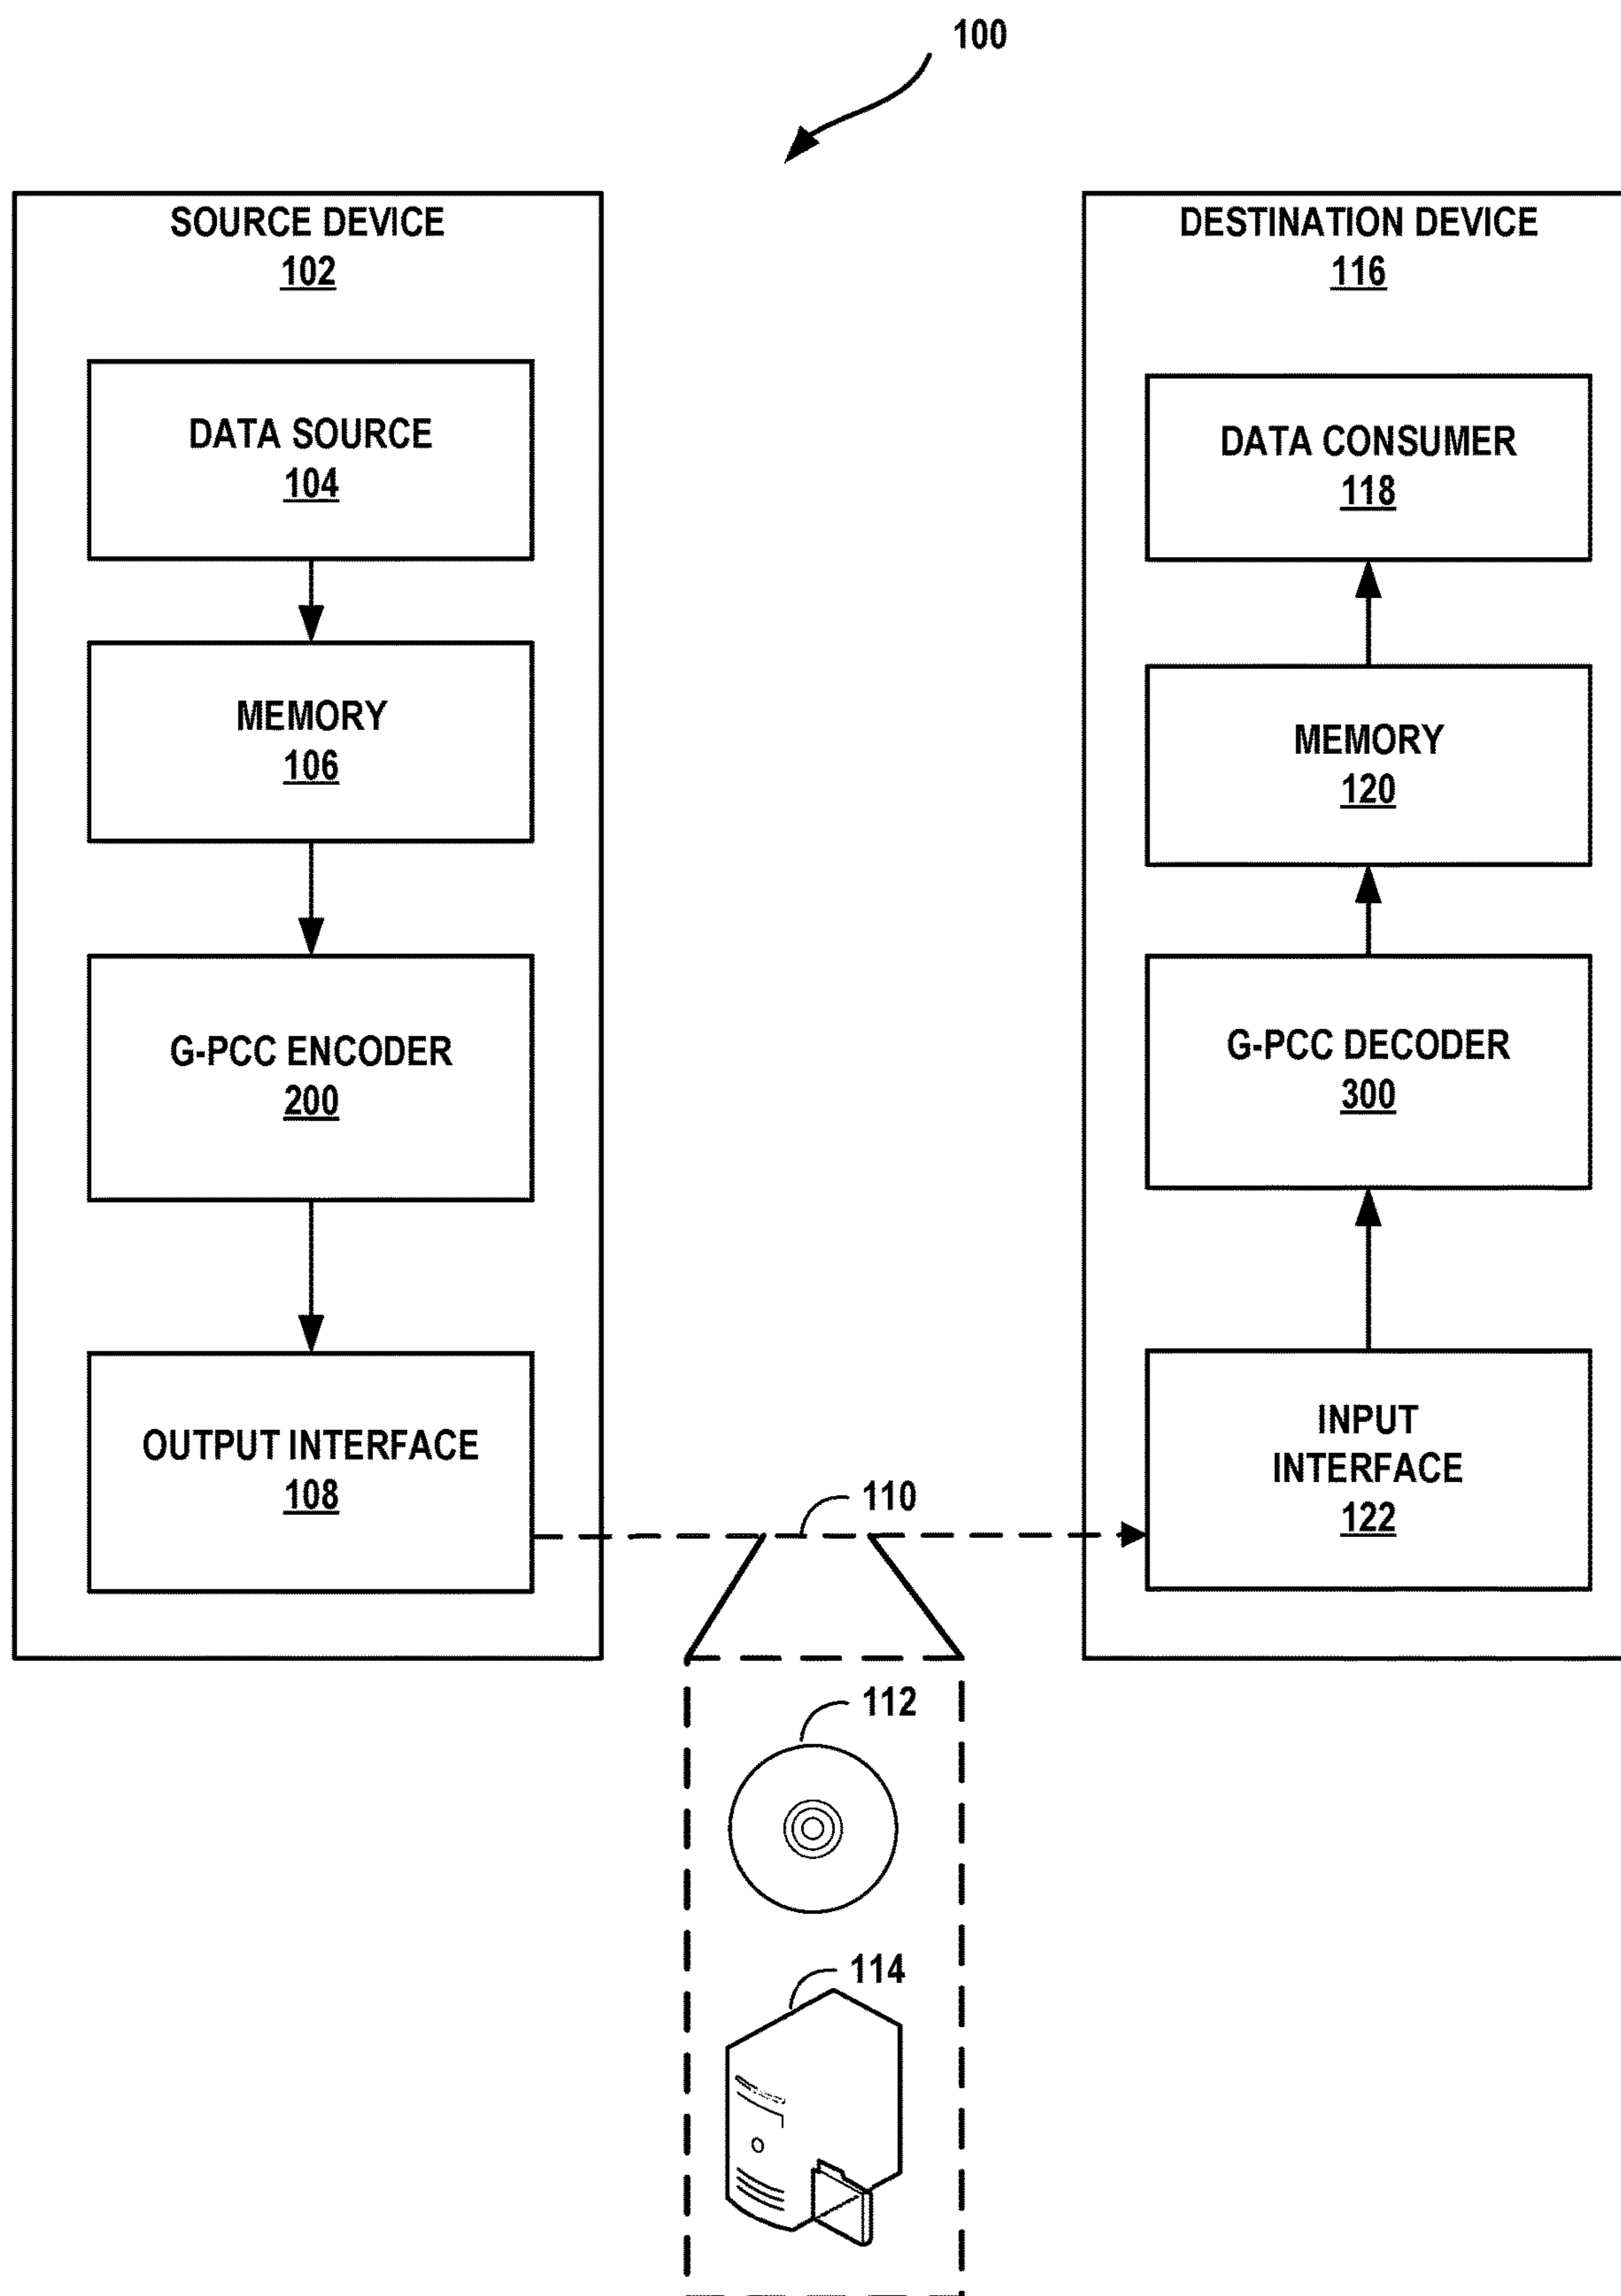 100
SOURCE DEVICE
102
DATA SOURCE
104
MEMORY
106
G-PCC ENCODER
200
OUTPUT INTERFACE
108
DESTINATION DEVICE
116
DATA CONSUMER
118
MEMORY
120
G-PCC DECODER
300
INPUT
INTERFACE
122
110
112
114